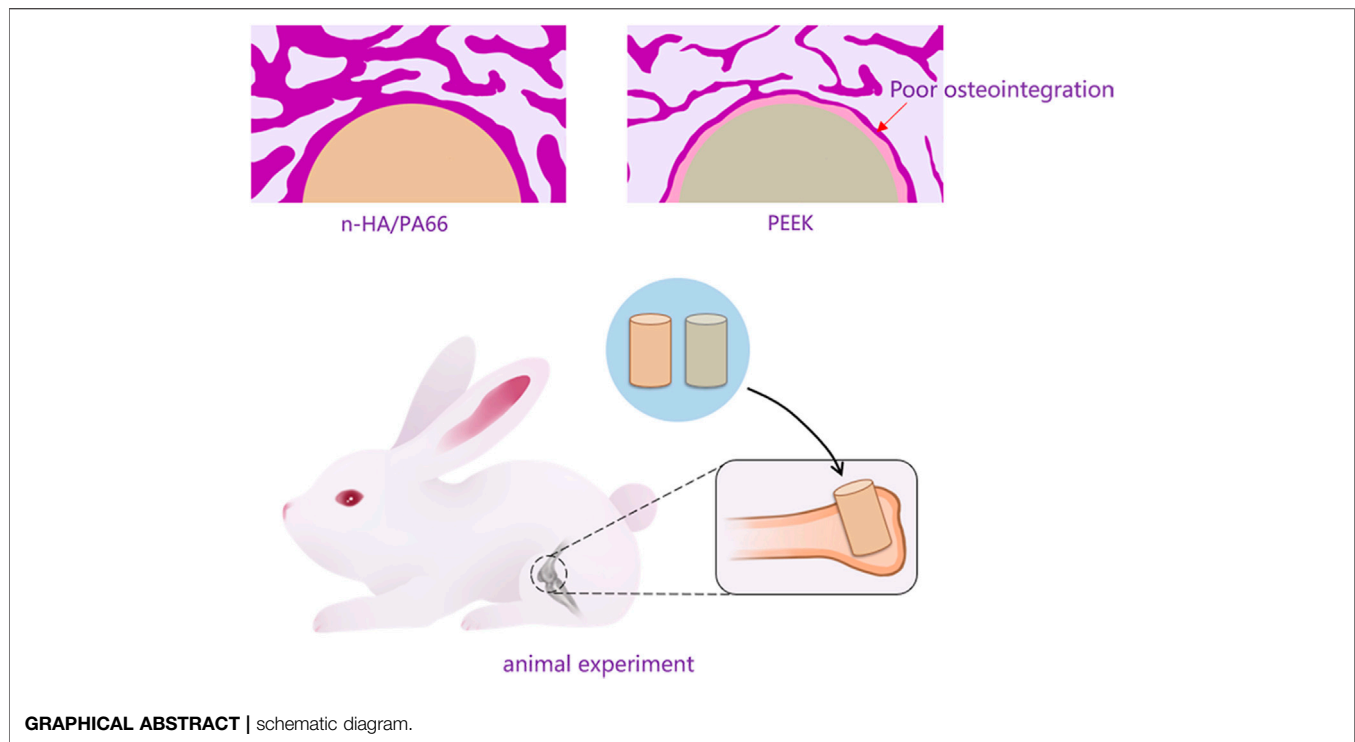 Poor osteointegration
n-HA/PA66
PEEK
animal experiment
GRAPHICAL ABSTRACT | schematic diagram.